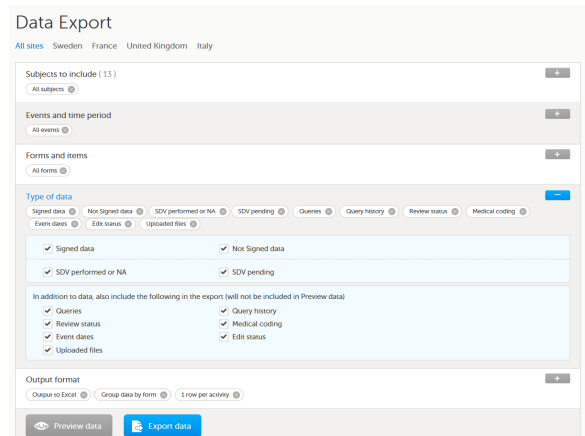 Data Export
All sites Sweden France United Kingdom Italy
Subjects to include ( 13 )
All subjects
Events and time period
All events
Forms and items
All forms
Type of data
Signed data Not Signed data SDV performed or NA SDV pending Queries Query history Review status Medical coding
Event dates Edit status Uploaded files
Signed data Not Signed data
SDV performed or NA SDV pending
In addition to data, also include the following in the export (will not be included in Preview data)
Queries Query history
Review status Medical coding
Event dates Edit status
Uploaded files
Output format
Output to Excel Group data by form 1 row per activity
Preview data Export data